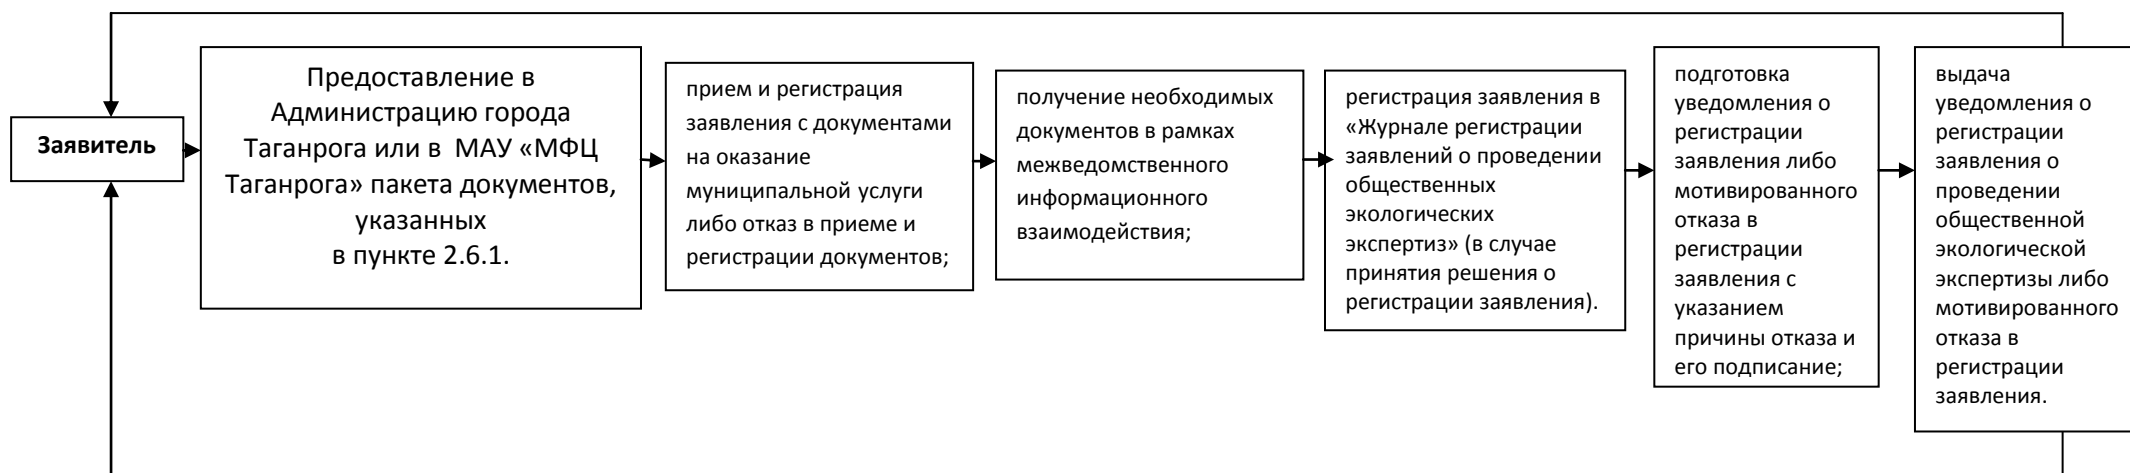 Заявитель
Предоставление в
Администрацию города
Таганрога или в МАУ «МФЦ
Таганрога» пакета документов,
указанных
в пункте 2.6.1.
прием и регистрация
заявления с документами
на оказание
муниципальной услуги
либо отказ в приеме и
регистрации документов;
получение необходимых
документов в рамках
межведомственного
информационного
взаимодействия;
регистрация заявления в
«Журнале регистрации
заявлений о проведении
общественных
экологических
экспертиз» (в случае
принятия решения о
регистрации заявления).
подготовка
уведомления о
регистрации
заявления либо
мотивированного
отказа в
регистрации
заявления с
указанием
причины отказа и
его подписание;
выдача
уведомления о
регистрации
заявления о
проведении
общественной
экологической
экспертизы либо
мотивированного
отказа в
регистрации
заявления.